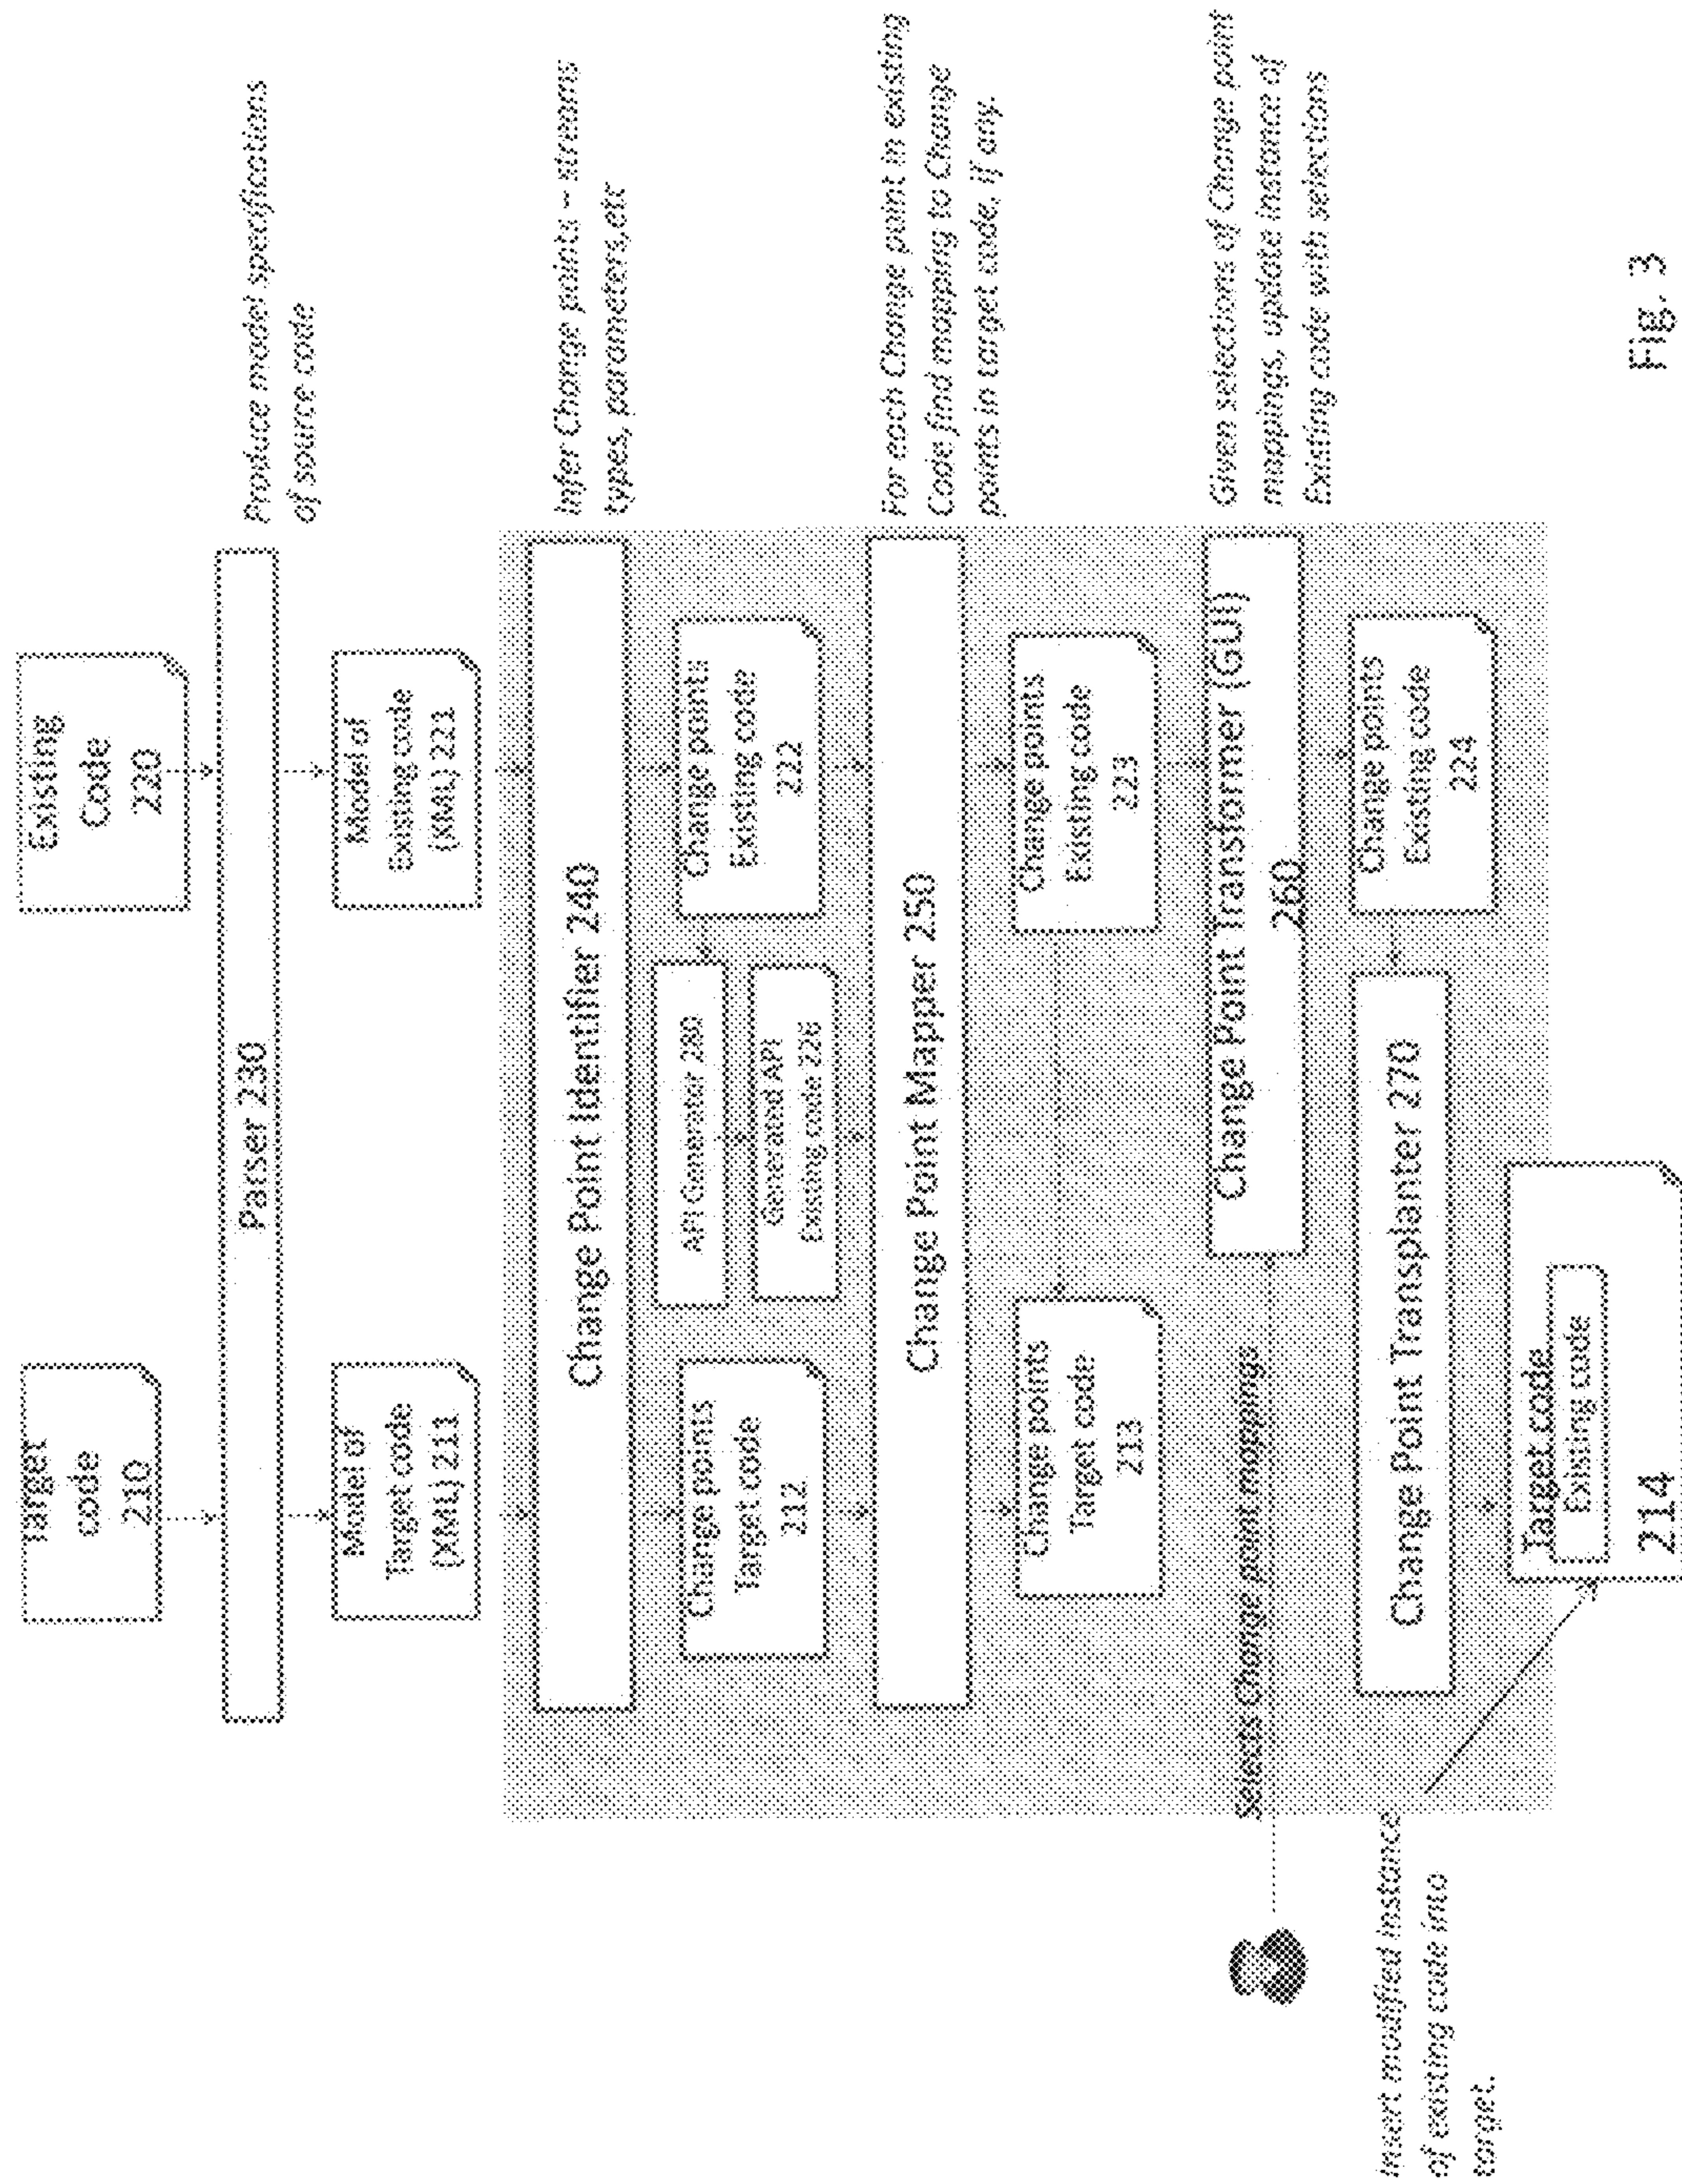 Target
code
210
Existing
Code
220
Parser 230
Produce model specifications
of source code
Model of
Target code
(XML) 211
Model of
Existing code
(XML) 221
Change Point Identifier 240
Infer Change points – streams
types, parameters,etc
Change points
Target code
212
API Generator 280
Generated API
Existing code 226
Change points
Existing code
222
Change Point Mapper 250
For each Change point in existing
Code find mapping to Change
points in target code, if any.
Change points
Target code
213
Change points
Existing code
223
Selects Change point mappings
Change Point Transformer (GUI)
260
Given selections of Change point
mappings, update instance of
Existing code with selections
Change Point Transplanter 270
Change points
Existing code
224
Insert modified instance
of existing code into
target.
Target code
Existing code
214
Fig. 3